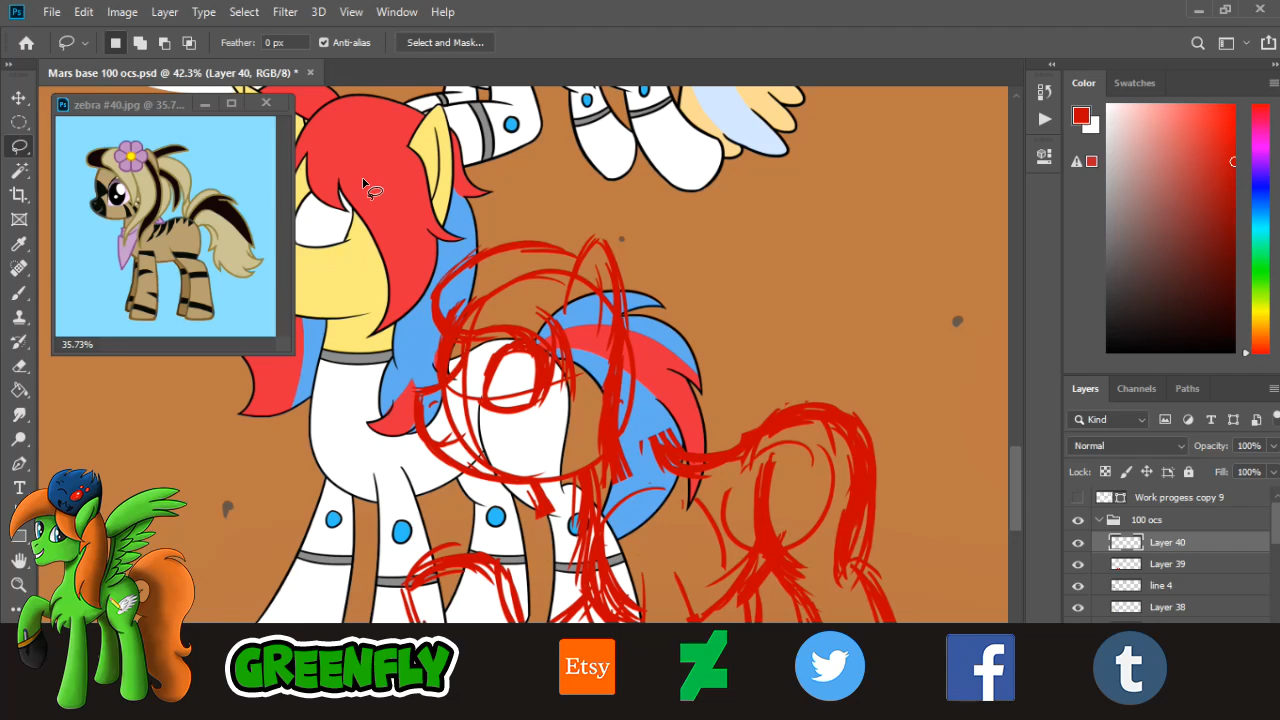 Ps File Edit Image Layer Type Select Filter 3D View Window Help
Feather: 0 px Anti-alias Select and Mask...
Mars base 100 ocs.psd @ 42.3% (Layer 40, RGB/8) *
Ps zebra #40.jpg @ 35.7...
35.73%
Color Swatches
Layers Channels Paths
Kind
Normal Opacity: 100%
Lock: Fill: 100%
Work progess copy 9
100 ocs
Layer 40
Layer 39
line 4
Layer 38
GREENFLY
Etsy